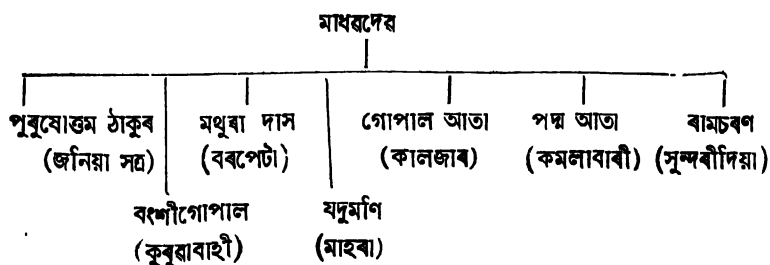 মাধৱদেৱ
পুৰুষোত্তম ঠাকুৰ মথুৰা দাস গোপাল আতা পদ্ম আতা ৰামচৰণ
(জনিয়া সত্ৰ) (বৰপেটা) (কালজাৰ) (কমলাবাৰী) (সুন্দৰীদিয়া)
বংশীগোপাল যদুমণি
(কুৰুৱাবাহী) (মাহৰা)